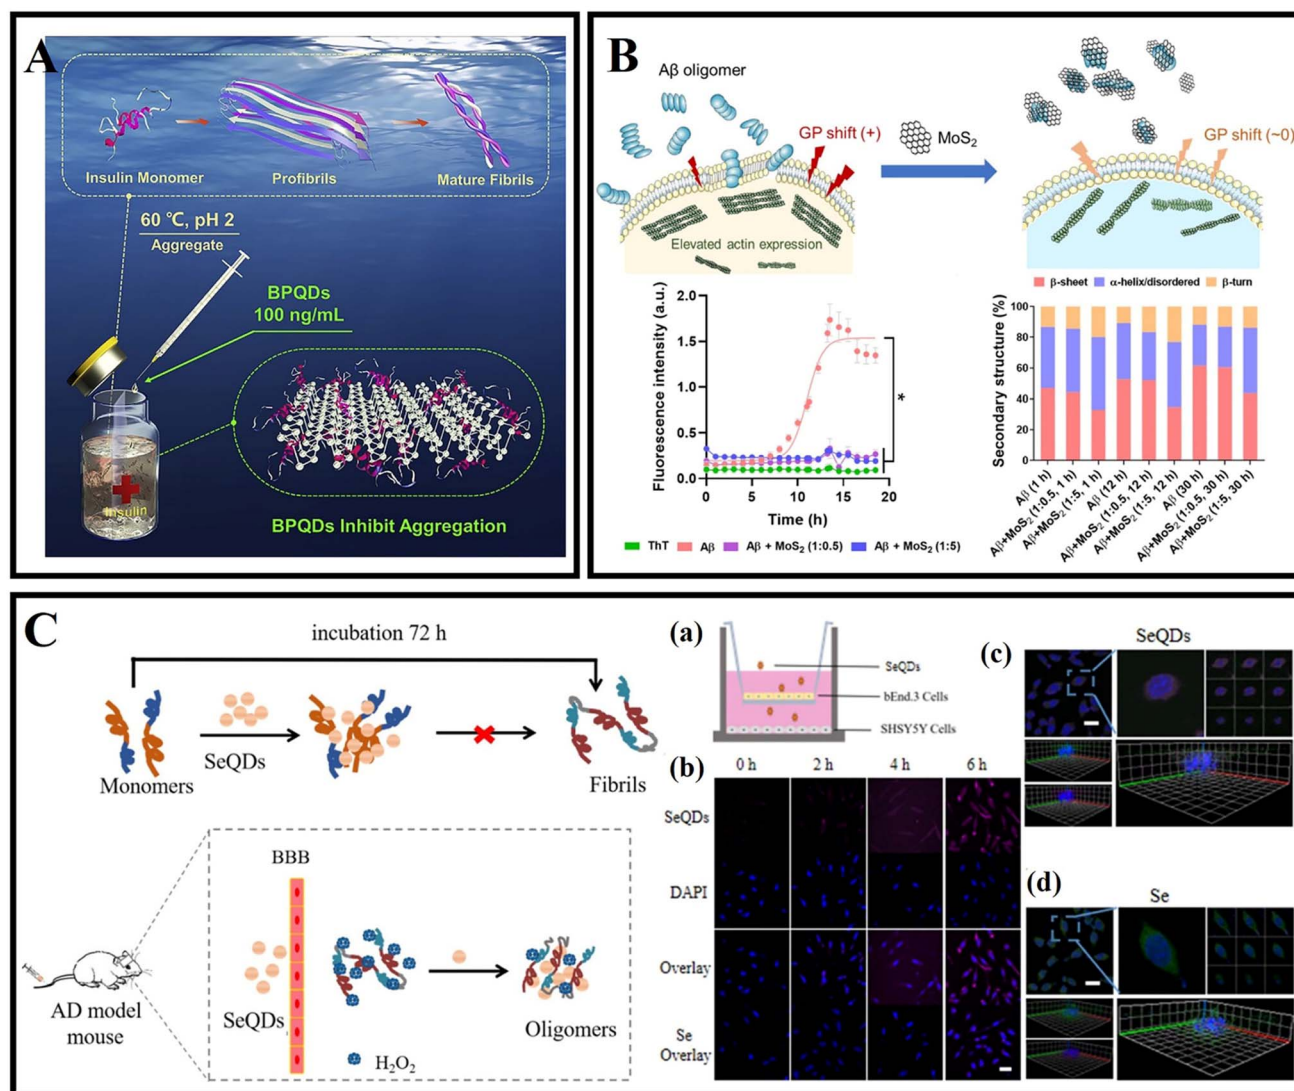 A
Insulin Monomer
Profibrils
Mature Fibrils
60 ℃, pH 2
Aggregate
BPQDs
100 ng/mL
Insulin
BPQDs Inhibit Aggregation
B
Aβ oligomer
GP shift (+)
MoS2
GP shift (~0)
Elevated actin expression
Fluorescence intensity (a.u.)
2.0
1.5
1.0
0.5
0.0
0
5
10
15
20
Time (h)
*
ThT
Aβ
Aβ + MoS2 (1:0.5)
Aβ + MoS2 (1:5)
β-sheet
α-helix/disordered
β-turn
Secondary structure (%)
100
80
60
40
20
0
Aβ (1 h)
Aβ+MoS2 (1:0.5, 1 h)
Aβ+MoS2 (1:5, 1 h)
Aβ (12 h)
Aβ+MoS2 (1:0.5, 12 h)
Aβ+MoS2 (1:5, 12 h)
Aβ (30 h)
Aβ+MoS2 (1:0.5, 30 h)
Aβ+MoS2 (1:5, 30 h)
C
incubation 72 h
Monomers
SeQDs
Fibrils
AD model
mouse
BBB
SeQDs
H2O2
Oligomers
(a)
SeQDs
bEnd.3 Cells
SHSY5Y Cells
(b)
0 h
2 h
4 h
6 h
SeQDs
DAPI
Overlay
Se
Overlay
(c)
SeQDs
(d)
Se